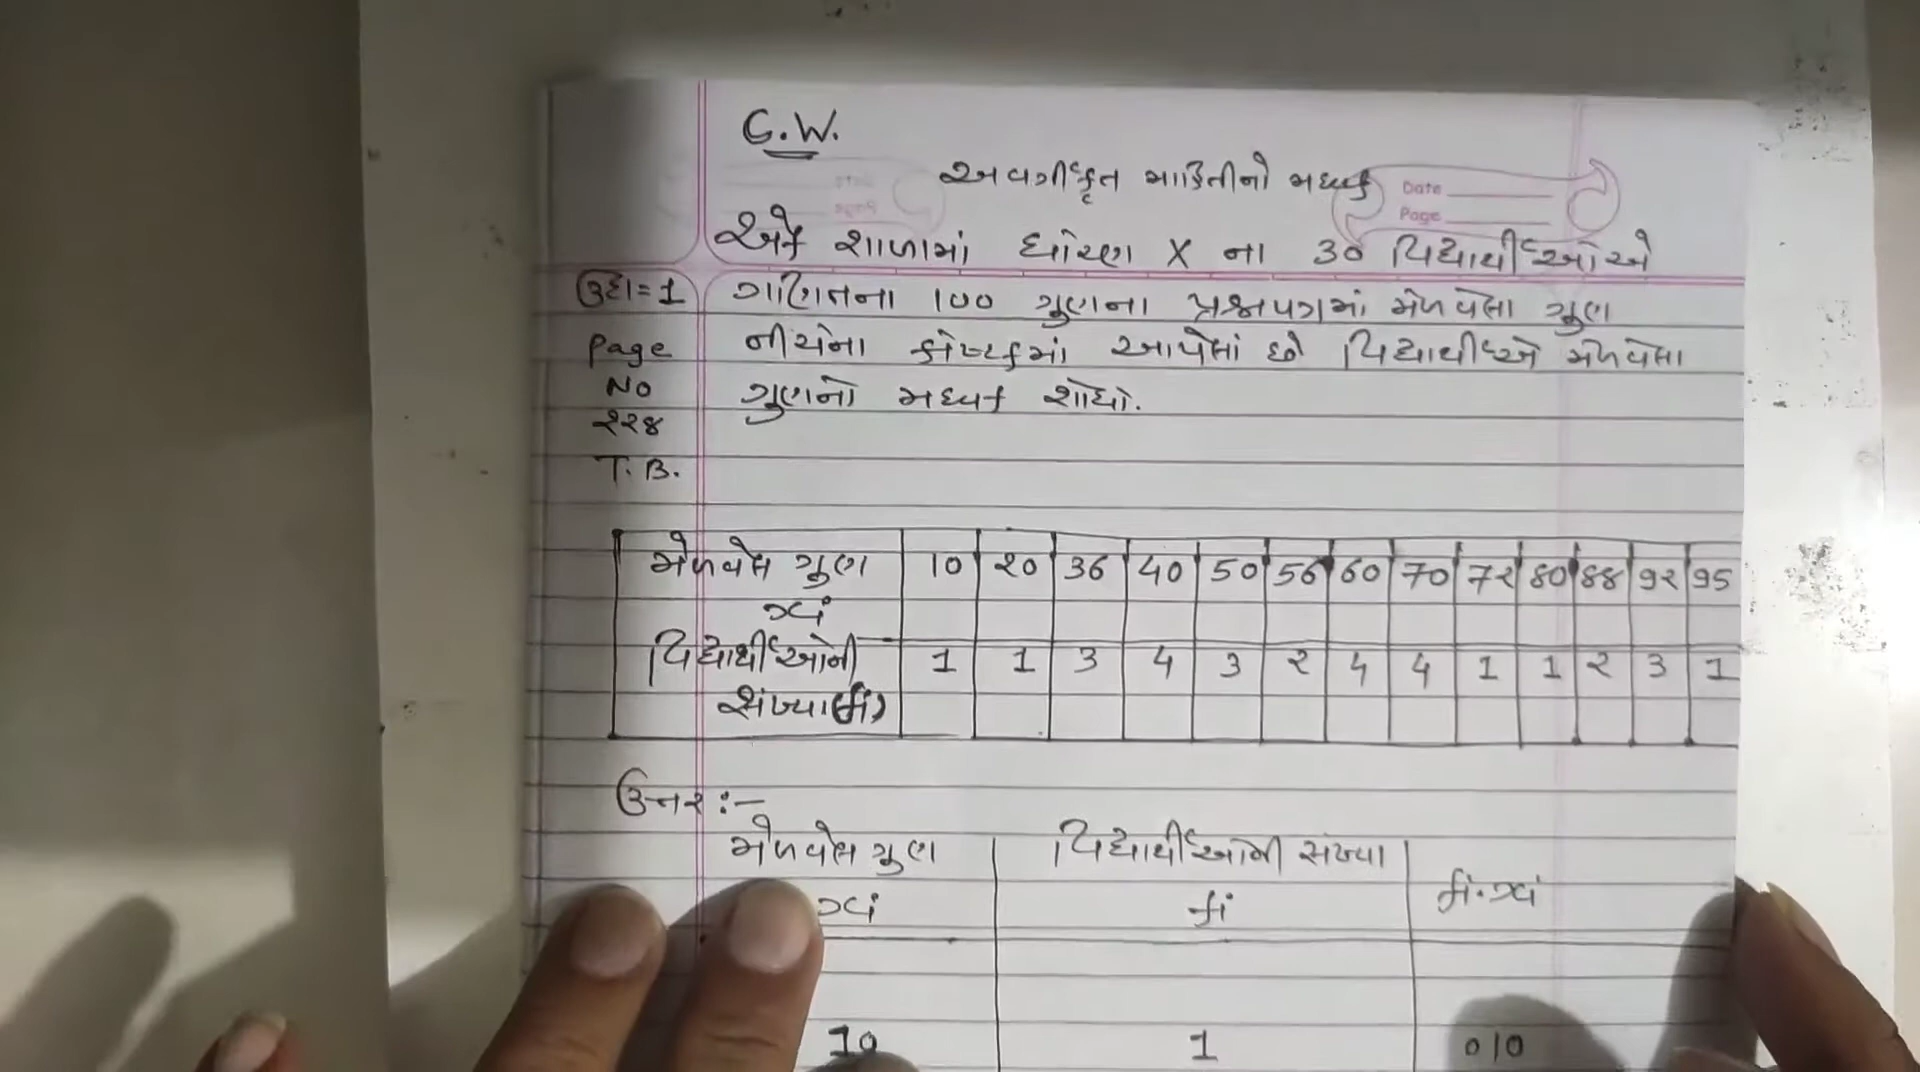 C.W.
અવર્ગીકૃત માહિતીનો મધ્યક
Date
Page
એક શાળામાં ધોરણ X ના 30 વિદ્યાર્થીઓએ
ઉદા=1 ગણિતના 100 ગુણના પ્રશ્નપત્રમાં મેળવેલા ગુણ
Page નીચેના કોષ્ટકમાં આપેલાં છે વિદ્યાર્થીએ મેળવેલા
No ગુણનો મધ્યક શોધો.
૨૨૪
T.B.
મેળવેલ ગુણ 10 ૨0 36 40 50 56 60 70 7૨ 80 88 9૨ 95
xi
વિદ્યાર્થીઓની 1 1 3 4 3 ૨ 4 4 1 1 ૨ 3 1
સંખ્યા(fi)
ઉત્તર :-
મેળવેલ ગુણ વિદ્યાર્થીઓની સંખ્યા
xi fi fi.xi
10 1 010